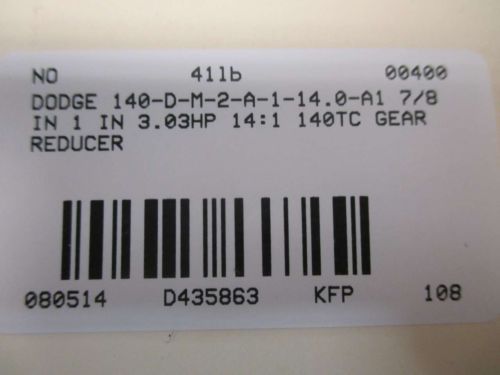 NO 41lb 00400
DODGE 140-D-M-2-A-1-14.0-A1 7/8
IN 1 IN 3.03HP 14:1 140TC GEAR
REDUCER
080514 D435863 KFP 108